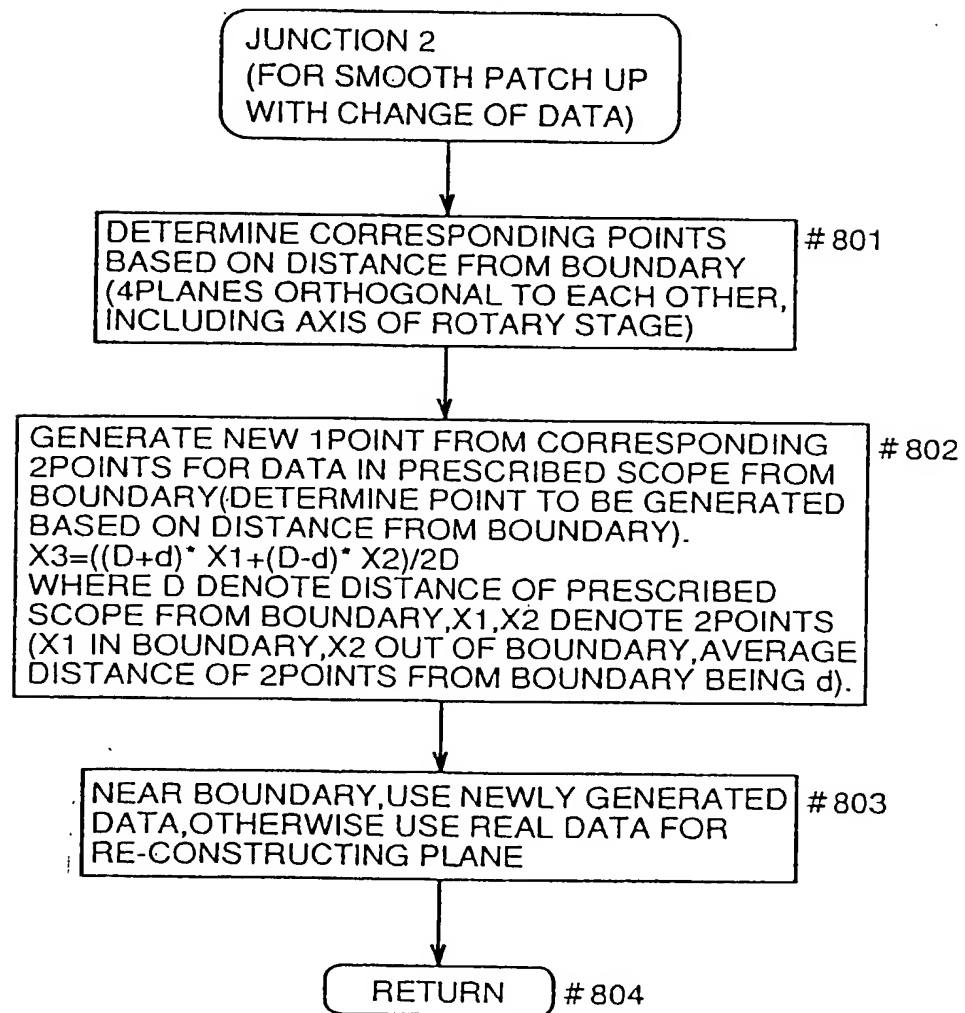 JUNCTION 2
(FOR SMOOTH PATCH UP
WITH CHANGE OF DATA)
DETERMINE CORRESPONDING POINTS
BASED ON DISTANCE FROM BOUNDARY
(4PLANES ORTHOGONAL TO EACH OTHER,
INCLUDING AXIS OF ROTARY STAGE)
#801
GENERATE NEW 1POINT FROM CORRESPONDING
2POINTS FOR DATA IN PRESCRIBED SCOPE FROM
BOUNDARY(DETERMINE POINT TO BE GENERATED
BASED ON DISTANCE FROM BOUNDARY).
X3=((D+d)* X1+(D-d)* X2)/2D
WHERE D DENOTE DISTANCE OF PRESCRIBED
SCOPE FROM BOUNDARY,X1,X2 DENOTE 2POINTS
(X1 IN BOUNDARY,X2 OUT OF BOUNDARY,AVERAGE
DISTANCE OF 2POINTS FROM BOUNDARY BEING d).
#802
NEAR BOUNDARY,USE NEWLY GENERATED
DATA,OTHERWISE USE REAL DATA FOR
RE-CONSTRUCTING PLANE
#803
RETURN
#804